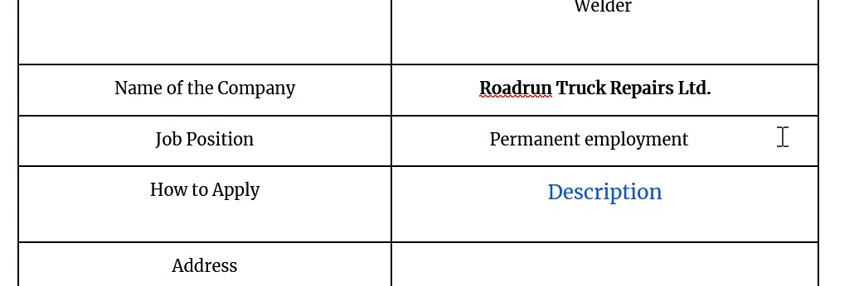 Welder
Name of the Company Roadrun Truck Repairs Ltd.
Job Position Permanent employment
How to Apply Description
Address